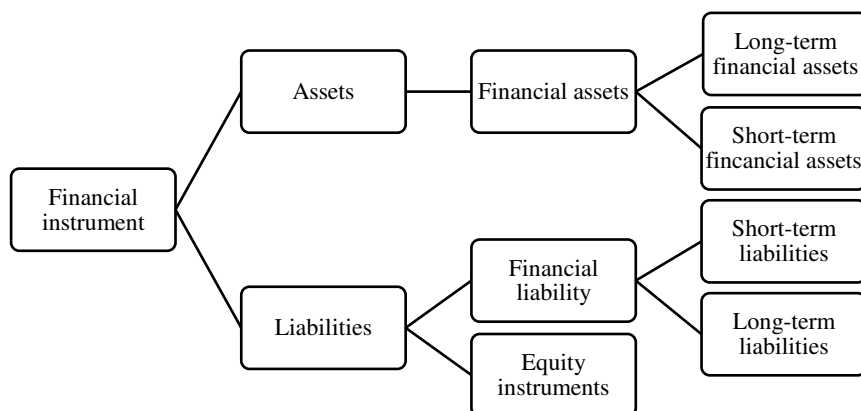 Long-term
financial assets
Assets
Financial assets
Short-term
fincancial assets
Financial
instrument
Short-term
liabilities
Financial
liability
Liabilities
Long-term
liabilities
Equity
instruments